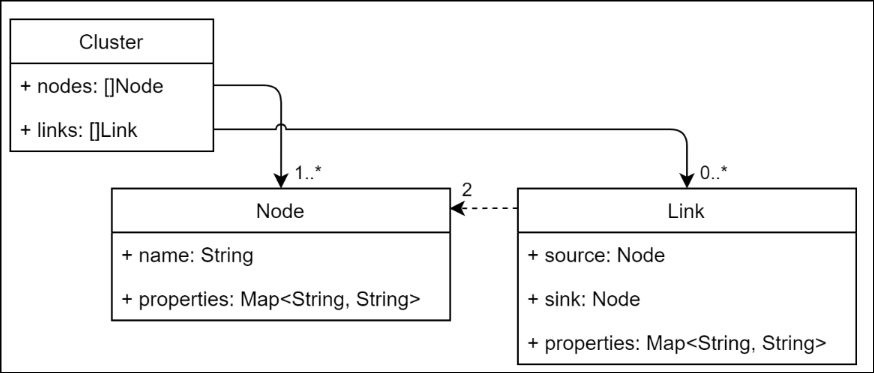 Cluster
+ nodes: []Node
+ links: []Link
1..*
0..*
Node
+ name: String
+ properties: Map<String, String>
2
Link
+ source: Node
+ sink: Node
+ properties: Map<String, String>